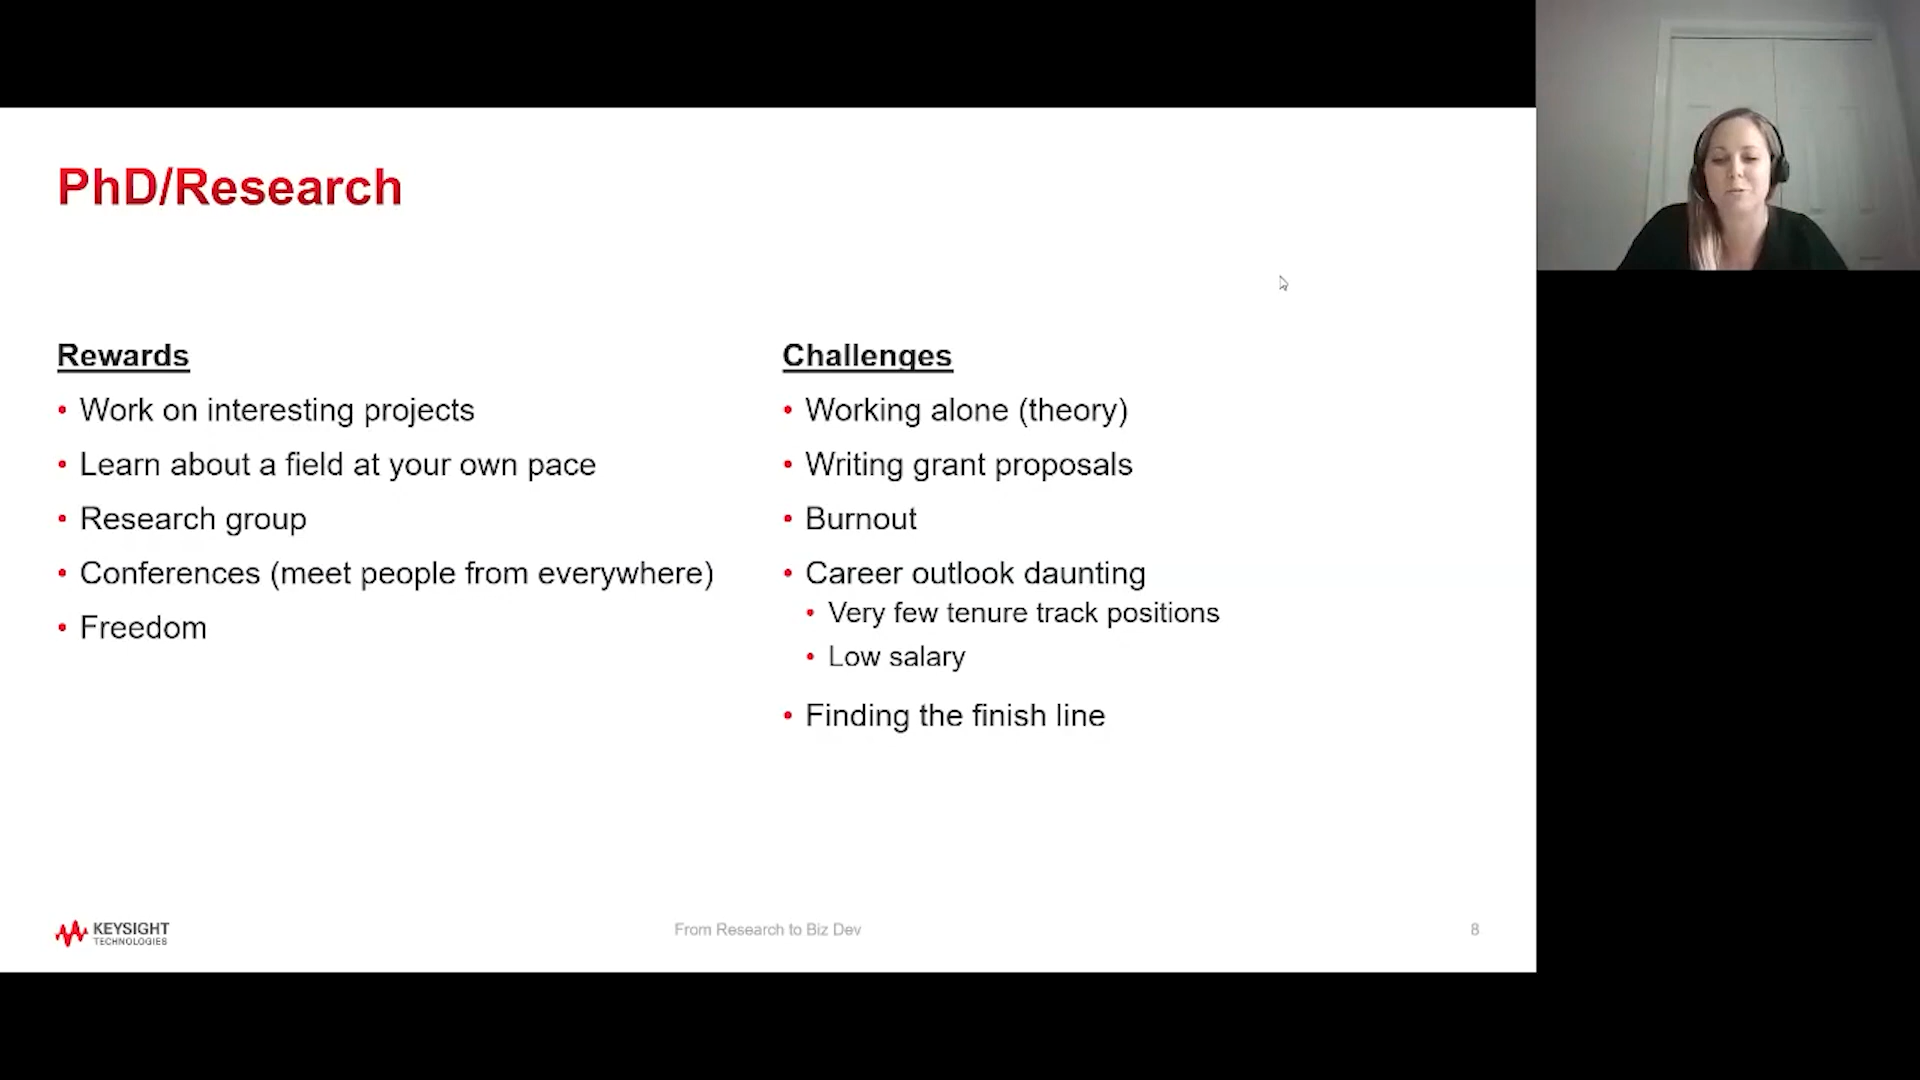 PhD/Research
Rewards
• Work on interesting projects
• Learn about a field at your own pace
• Research group
• Conferences (meet people from everywhere)
• Freedom
Challenges
• Working alone (theory)
• Writing grant proposals
• Burnout
• Career outlook daunting
• Very few tenure track positions
• Low salary
• Finding the finish line
KEYSIGHT
TECHNOLOGIES
From Research to Biz Dev
8